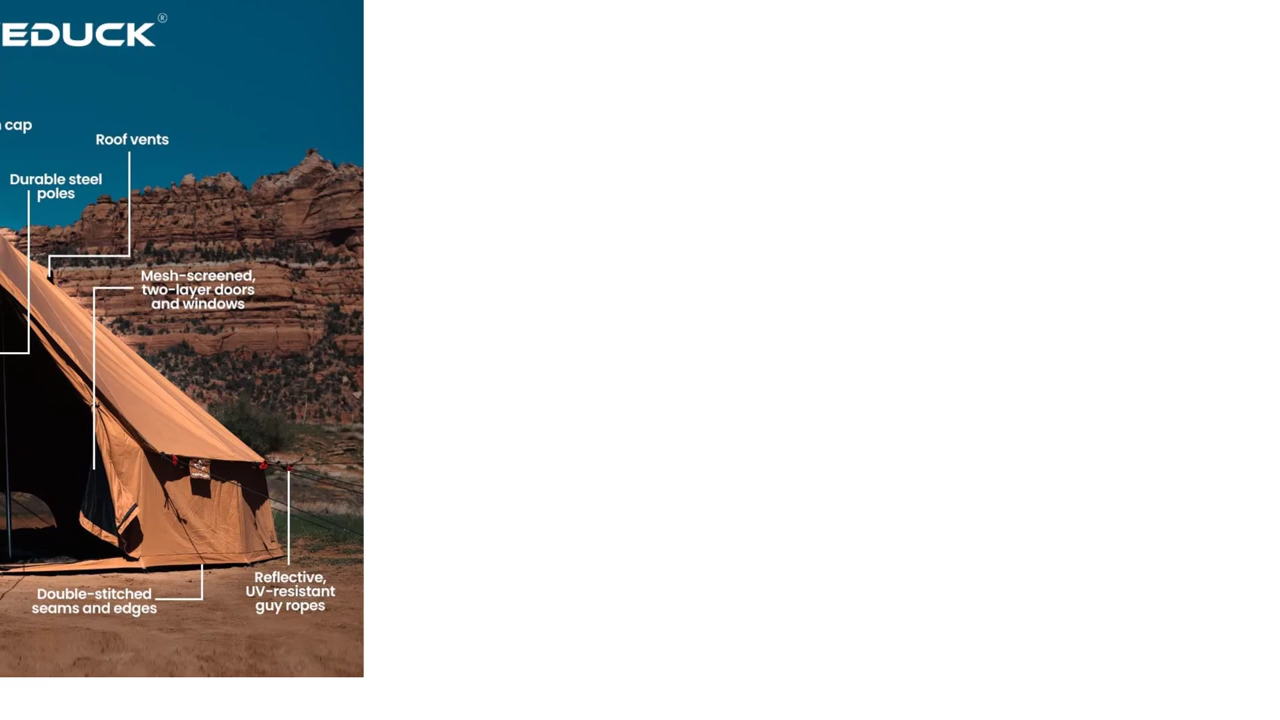 EDUCK®
cap
Roof vents
Durable steel
poles
Mesh-screened,
two-layer doors
and windows
Double-stitched
seams and edges
Reflective,
UV-resistant
guy ropes